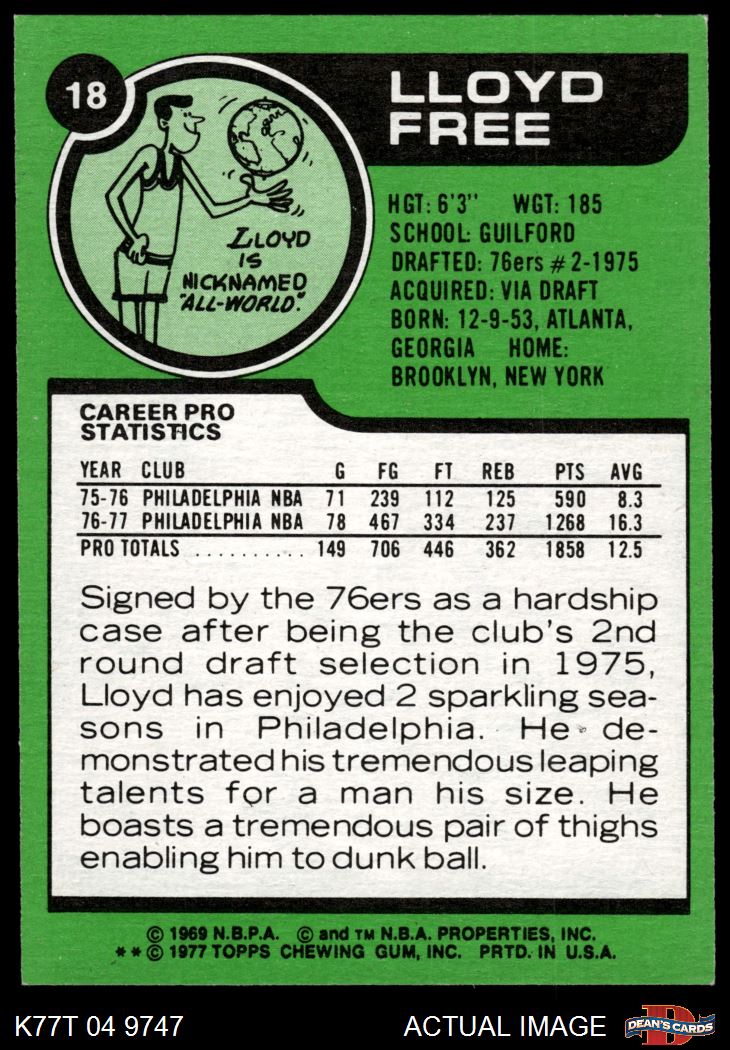 18
LLOYD
FREE
LLOYD
IS
NICKNAMED
"ALL-WORLD."
HGT: 6'3" WGT: 185
SCHOOL: GUILFORD
DRAFTED: 76ers #2-1975
ACQUIRED: VIA DRAFT
BORN: 12-9-53, ATLANTA,
GEORGIA HOME:
BROOKLYN, NEW YORK
CAREER PRO
STATISTICS
YEAR CLUB G FG FT REB PTS AVG
75-76 PHILADELPHIA NBA 71 239 112 125 590 8.3
76-77 PHILADELPHIA NBA 78 467 334 237 1268 16.3
PRO TOTALS .......... 149 706 446 362 1858 12.5
Signed by the 76ers as a hardship
case after being the club's 2nd
round draft selection in 1975,
Lloyd has enjoyed 2 sparkling sea-
sons in Philadelphia. He de-
monstrated his tremendous leaping
talents for a man his size. He
boasts a tremendous pair of thighs
enabling him to dunk ball.
© 1969 N.B.P.A. © and TM N.B.A. PROPERTIES, INC.
**© 1977 TOPPS CHEWING GUM, INC. PRTD. IN U.S.A.
K77T 04 9747 ACTUAL IMAGE
D
DEAN'S CARDS